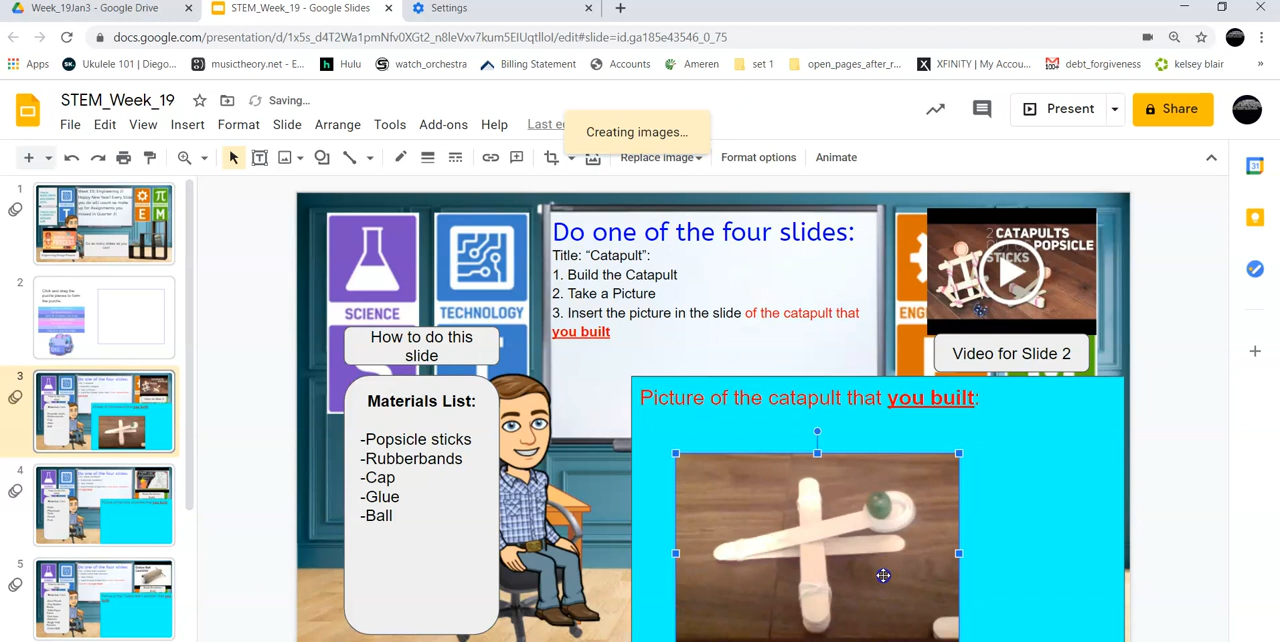 Week_19Jan3 - Google Drive
STEM_Week_19 - Google Slides
Settings
docs.google.com/presentation/d/1x5s_d4T2Wa1pmNfv0XGt2_n8leVxv7kum5EIUqtlloI/edit#slide=id.ga185e43546_0_75
Apps
Ukulele 101 | Diego...
musictheory.net - E...
Hulu
watch_orchestra
Billing Statement
Accounts
Ameren
set 1
open_pages_after_r...
XFINITY | My Accou...
debt_forgiveness
kelsey blair
STEM_Week_19
Saving...
File Edit View Insert Format Slide Arrange Tools Add-ons Help
Creating images...
Present
Share
Replace image
Format options
Animate
1
2
3
4
5
Do one of the four slides:
Title: “Catapult”:
1. Build the Catapult
2. Take a Picture
3. Insert the picture in the slide of the catapult that
you built
SCIENCE
TECHNOLOGY
CATAPULTS
POPSICLE
STICKS
How to do this
slide
Video for Slide 2
Materials List:
-Popsicle sticks
-Rubberbands
-Cap
-Glue
-Ball
Picture of the catapult that you built: